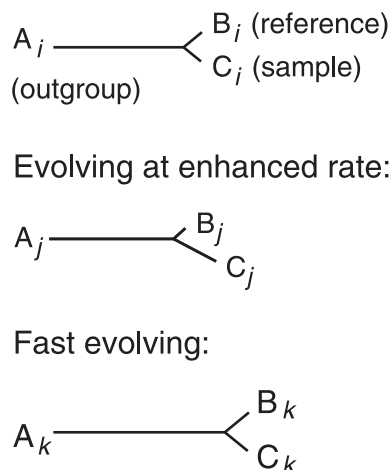 A i B i (reference)
C i (sample)
(outgroup)
Evolving at enhanced rate:
A j B j
C j
Fast evolving:
B k
A k
C k